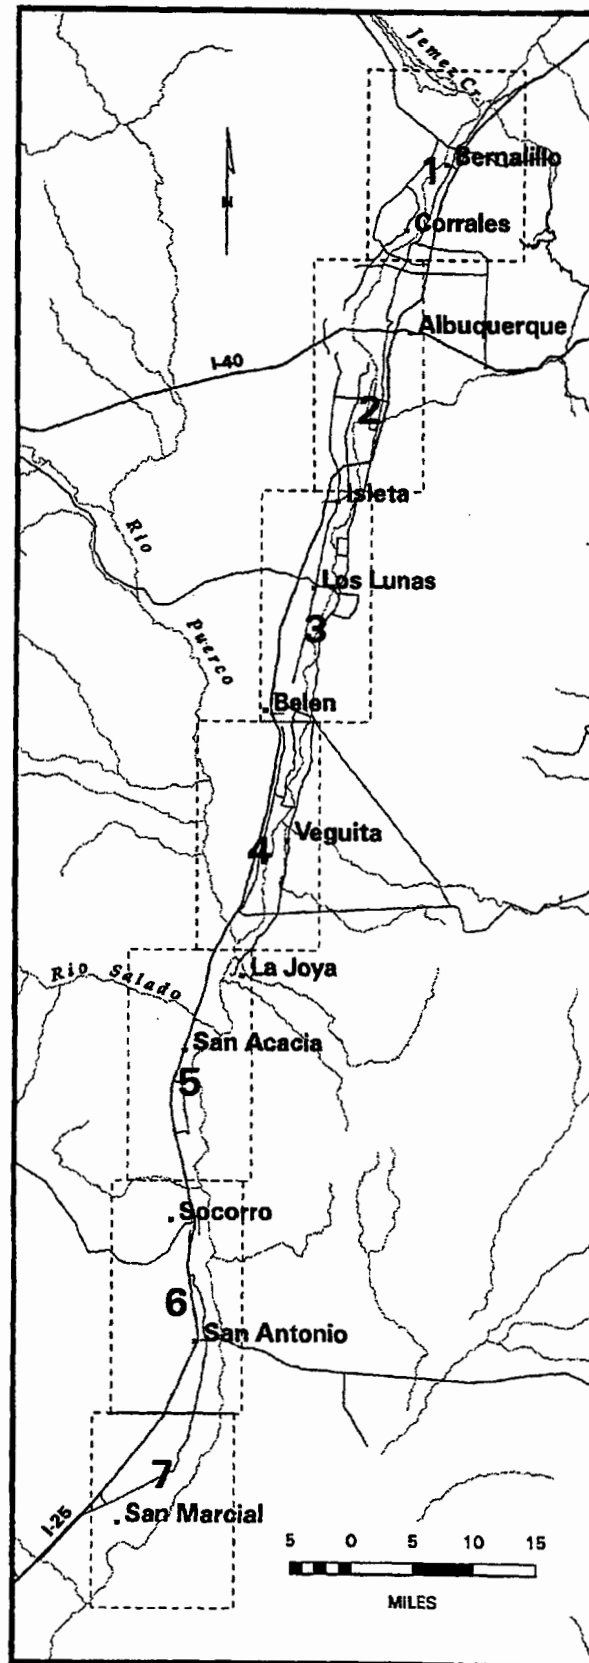 Jemez Cr.
Bernalillo
1
Corrales
N
Albuquerque
I-40
2
Isleta
Rio
Puerco
Los Lunas
3
Belen
Veguita
4
La Joya
Rio Salado
San Acacia
5
Socorro
6
San Antonio
7
San Marcial
I-25
5 0 5 10 15
MILES